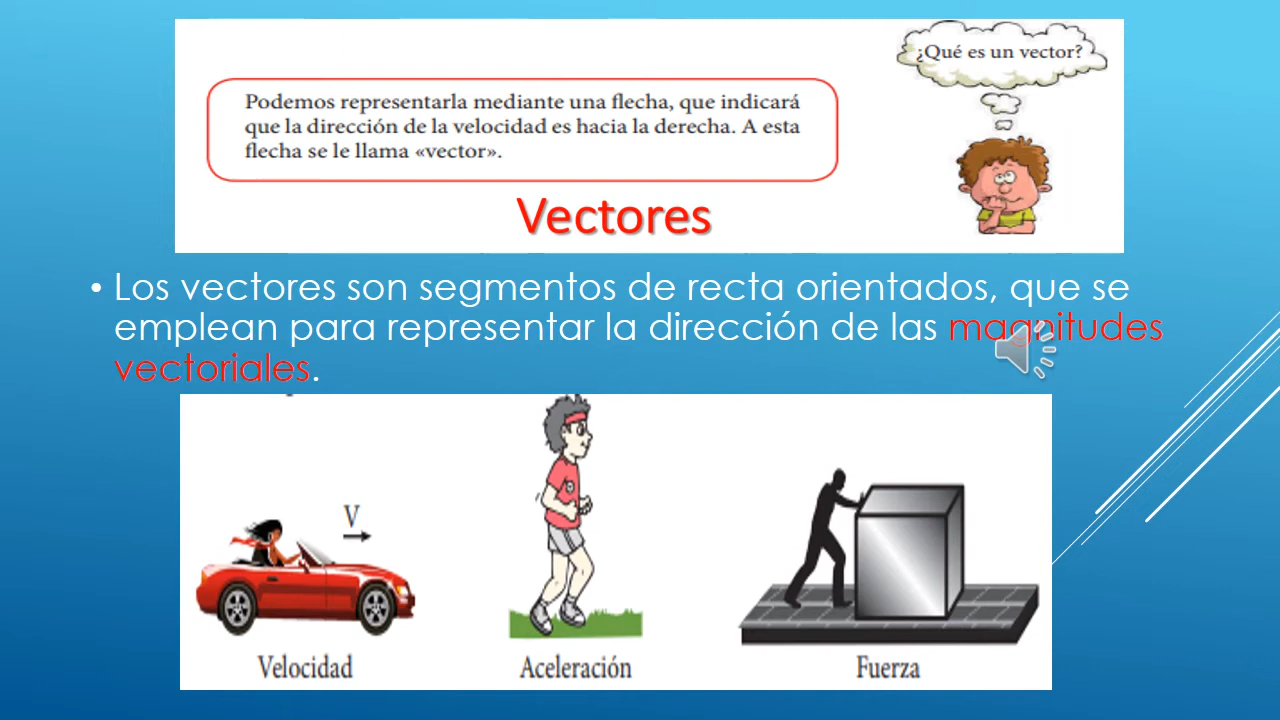 ¿Qué es un vector?
Podemos representarla mediante una flecha, que indicará
que la dirección de la velocidad es hacia la derecha. A esta
flecha se le llama «vector».
Vectores
• Los vectores son segmentos de recta orientados, que se
emplean para representar la dirección de las magnitudes
vectoriales.
V
Velocidad
Aceleración
Fuerza